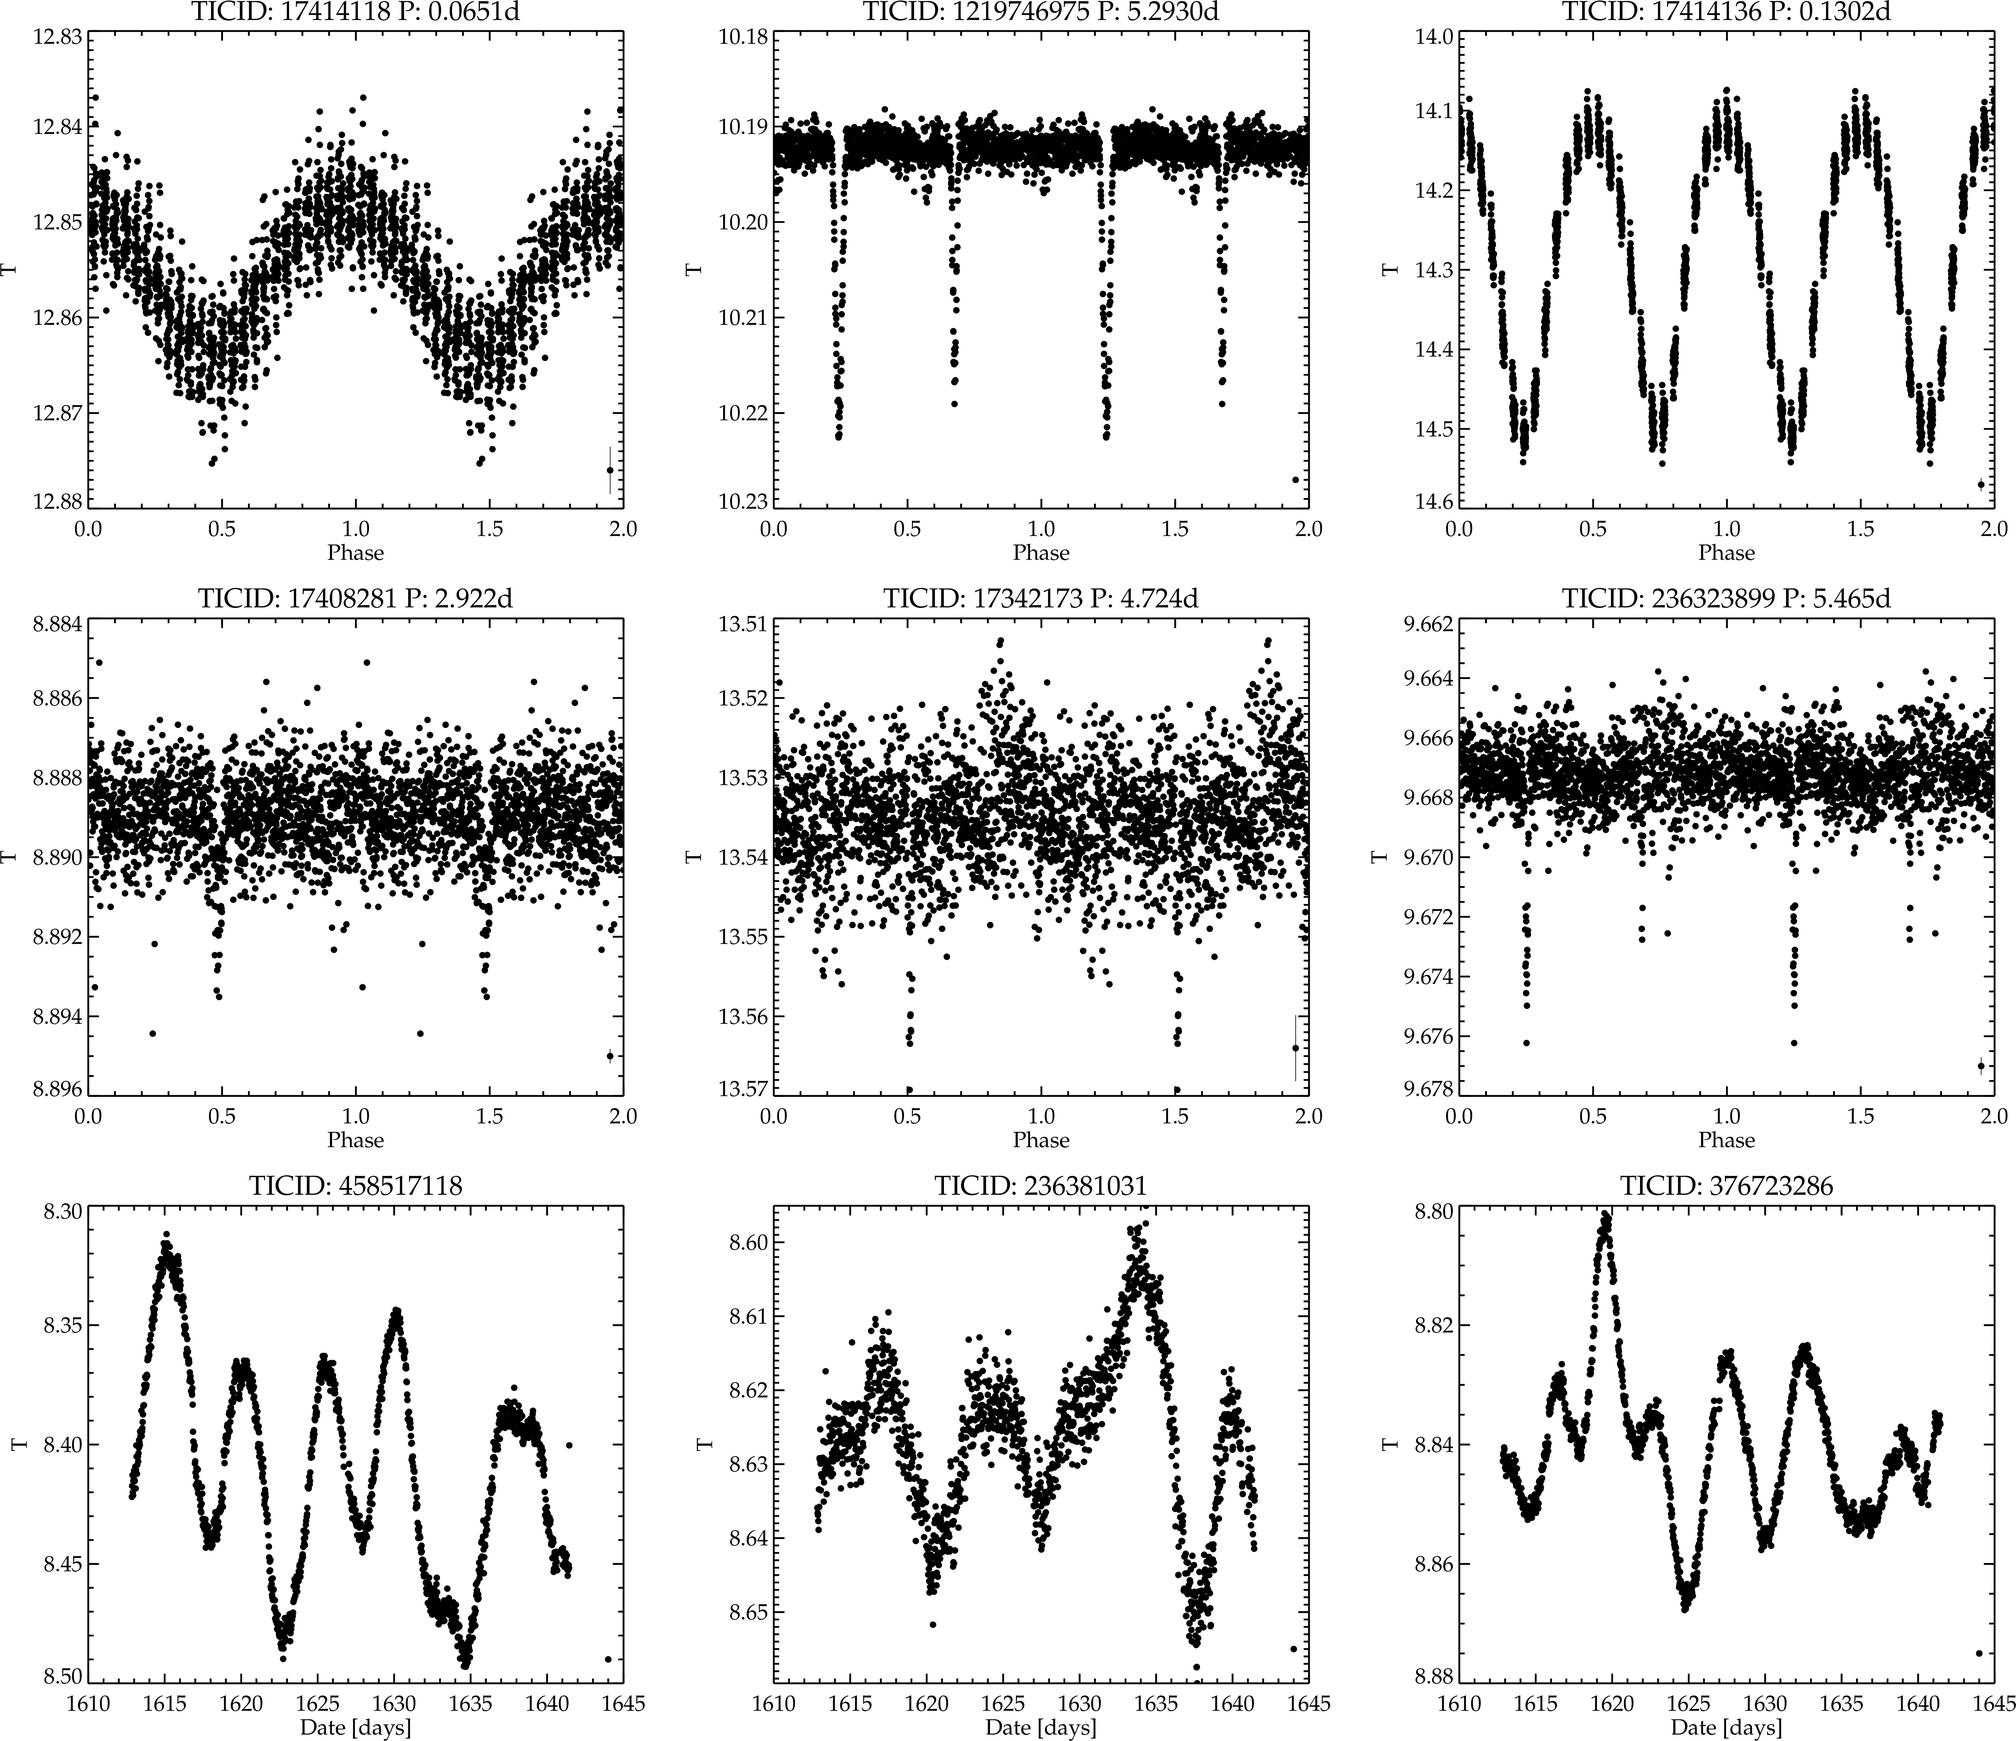 TICID: 17414118 P: 0.0651d
12.83
12.84
12.85
12.86
12.87
12.88
T
0.0 0.5 1.0 1.5 2.0
Phase
TICID: 1219746975 P: 5.2930d
10.18
10.19
10.20
10.21
10.22
10.23
T
0.0 0.5 1.0 1.5 2.0
Phase
TICID: 17414136 P: 0.1302d
14.0
14.1
14.2
14.3
14.4
14.5
14.6
T
0.0 0.5 1.0 1.5 2.0
Phase
TICID: 17408281 P: 2.922d
8.884
8.886
8.888
8.890
8.892
8.894
8.896
T
0.0 0.5 1.0 1.5 2.0
Phase
TICID: 17342173 P: 4.724d
13.51
13.52
13.53
13.54
13.55
13.56
13.57
T
0.0 0.5 1.0 1.5 2.0
Phase
TICID: 236323899 P: 5.465d
9.662
9.664
9.666
9.668
9.670
9.672
9.674
9.676
9.678
T
0.0 0.5 1.0 1.5 2.0
Phase
TICID: 458517118
8.30
8.35
8.40
8.45
8.50
T
1610 1615 1620 1625 1630 1635 1640 1645
Date [days]
TICID: 236381031
8.60
8.61
8.62
8.63
8.64
8.65
T
1610 1615 1620 1625 1630 1635 1640 1645
Date [days]
TICID: 376723286
8.80
8.82
8.84
8.86
8.88
T
1610 1615 1620 1625 1630 1635 1640 1645
Date [days]